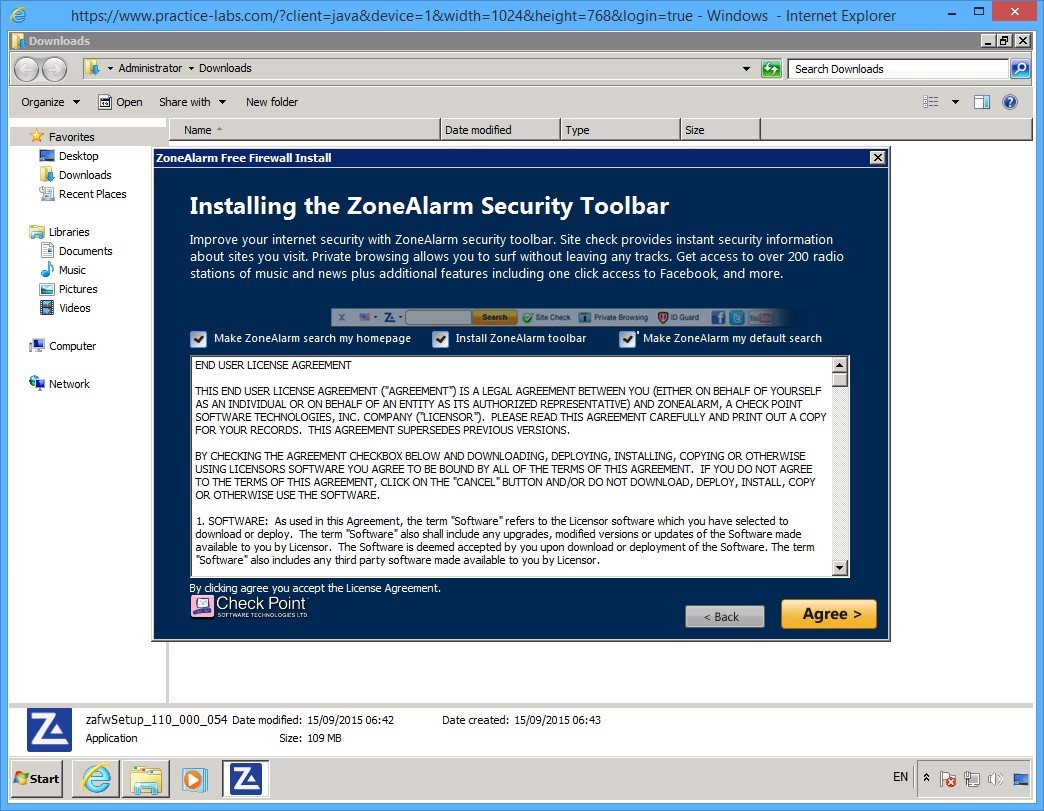 https://www.practice-labs.com/?client=java&device=1&width=1024&height=768&login=true - Windows - Internet Explorer
Downloads
Administrator Downloads
Search Downloads
Organize Open Share with New folder
Name Date modified Type Size
Favorites
Desktop
Downloads
Recent Places
Libraries
Documents
Music
Pictures
Videos
Computer
Network
ZoneAlarm Free Firewall Install
Installing the ZoneAlarm Security Toolbar
Improve your internet security with ZoneAlarm security toolbar. Site check provides instant security information
about sites you visit. Private browsing allows you to surf without leaving any tracks. Get access to over 200 radio
stations of music and news plus additional features including one click access to Facebook, and more.
Search Site Check Private Browsing ID Guard
Make ZoneAlarm search my homepage Install ZoneAlarm toolbar Make ZoneAlarm my default search
END USER LICENSE AGREEMENT
THIS END USER LICENSE AGREEMENT ("AGREEMENT") IS A LEGAL AGREEMENT BETWEEN YOU (EITHER ON BEHALF OF YOURSELF
AS AN INDIVIDUAL OR ON BEHALF OF AN ENTITY AS ITS AUTHORIZED REPRESENTATIVE) AND ZONEALARM, A CHECK POINT
SOFTWARE TECHNOLOGIES, INC. COMPANY ("LICENSOR"). PLEASE READ THIS AGREEMENT CAREFULLY AND PRINT OUT A COPY
FOR YOUR RECORDS. THIS AGREEMENT SUPERSEDES PREVIOUS VERSIONS.
BY CHECKING THE AGREEMENT CHECKBOX BELOW AND DOWNLOADING, DEPLOYING, INSTALLING, COPYING OR OTHERWISE
USING LICENSORS SOFTWARE YOU AGREE TO BE BOUND BY ALL OF THE TERMS OF THIS AGREEMENT. IF YOU DO NOT AGREE
TO THE TERMS OF THIS AGREEMENT, CLICK ON THE "CANCEL" BUTTON AND/OR DO NOT DOWNLOAD, DEPLOY, INSTALL, COPY
OR OTHERWISE USE THE SOFTWARE.
1. SOFTWARE: As used in this Agreement, the term "Software" refers to the Licensor software which you have selected to
download or deploy. The term "Software" also shall include any upgrades, modified versions or updates of the Software made
available to you by Licensor. The Software is deemed accepted by you upon download or deployment of the Software. The term
"Software" also includes any third party software made available to you by Licensor.
By clicking agree you accept the License Agreement.
Check Point
SOFTWARE TECHNOLOGIES LTD.
< Back Agree >
zafwSetup_110_000_054 Date modified: 15/09/2015 06:42 Date created: 15/09/2015 06:43
Application Size: 109 MB
Start EN